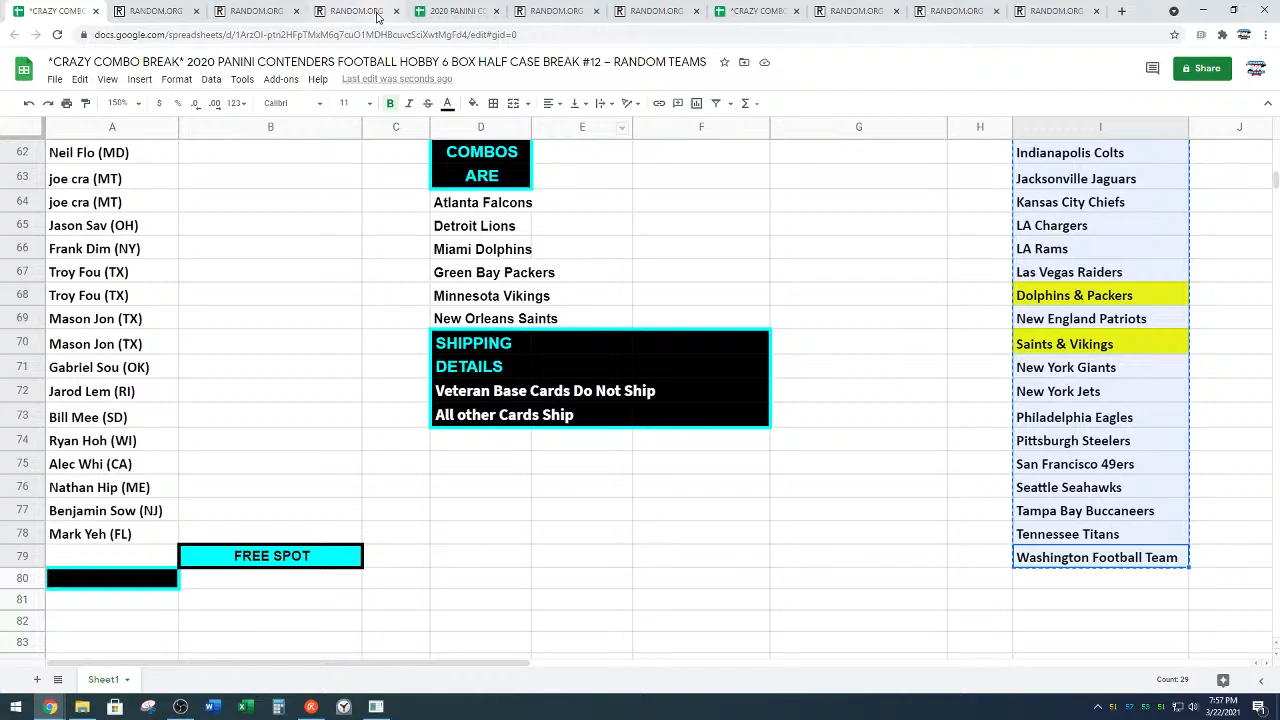 *CRAZY COMB
RANDOM.ORG
RANDOM.ORG
RANDOM.ORG
2020 PANINI CO
RANDOM.ORG
RANDOM.ORG
*CRAZY COMB
RANDOM.ORG
RANDOM.ORG
RANDOM.ORG
docs.google.com/spreadsheets/d/1ArzOl-ptn2HFpTMxM6q7cuO1MDHBcuvcSciXwtMgFd4/edit#gid=0
*CRAZY COMBO BREAK* 2020 PANINI CONTENDERS FOOTBALL HOBBY 6 BOX HALF CASE BREAK #12 – RANDOM TEAMS
Share
File Edit View Insert Format Data Tools Add-ons Help Last edit was seconds ago
150% $ % .0 .00 123 Calibri 11 B I S A
A B C D E F G H I J
62 Neil Flo (MD) COMBOS Indianapolis Colts
63 joe cra (MT) ARE Jacksonville Jaguars
64 joe cra (MT) Atlanta Falcons Kansas City Chiefs
65 Jason Sav (OH) Detroit Lions LA Chargers
66 Frank Dim (NY) Miami Dolphins LA Rams
67 Troy Fou (TX) Green Bay Packers Las Vegas Raiders
68 Troy Fou (TX) Minnesota Vikings Dolphins & Packers
69 Mason Jon (TX) New Orleans Saints New England Patriots
70 Mason Jon (TX) SHIPPING Saints & Vikings
71 Gabriel Sou (OK) DETAILS New York Giants
72 Jarod Lem (RI) Veteran Base Cards Do Not Ship New York Jets
73 Bill Mee (SD) All other Cards Ship Philadelphia Eagles
74 Ryan Hoh (WI) Pittsburgh Steelers
75 Alec Whi (CA) San Francisco 49ers
76 Nathan Hip (ME) Seattle Seahawks
77 Benjamin Sow (NJ) Tampa Bay Buccaneers
78 Mark Yeh (FL) Tennessee Titans
79 FREE SPOT Washington Football Team
80
81
82
83
Sheet1
Count: 29
7:57 PM
3/22/2021